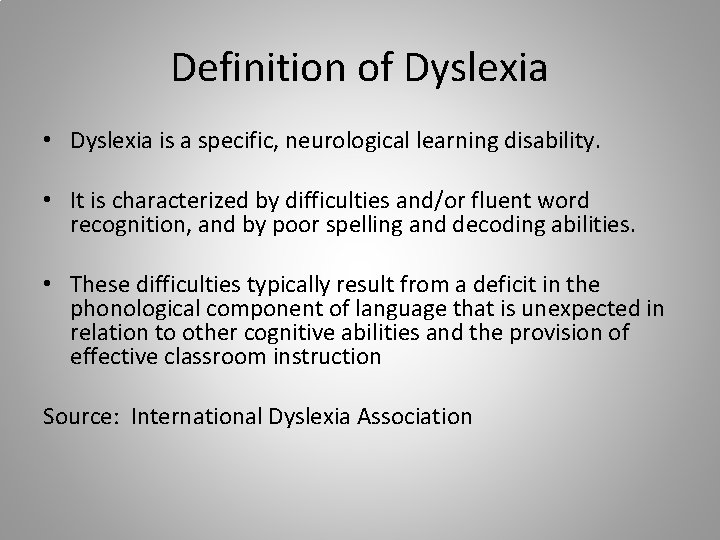 Definition of Dyslexia
• Dyslexia is a specific, neurological learning disability.
• It is characterized by difficulties and/or fluent word
recognition, and by poor spelling and decoding abilities.
• These difficulties typically result from a deficit in the
phonological component of language that is unexpected in
relation to other cognitive abilities and the provision of
effective classroom instruction
Source: International Dyslexia Association